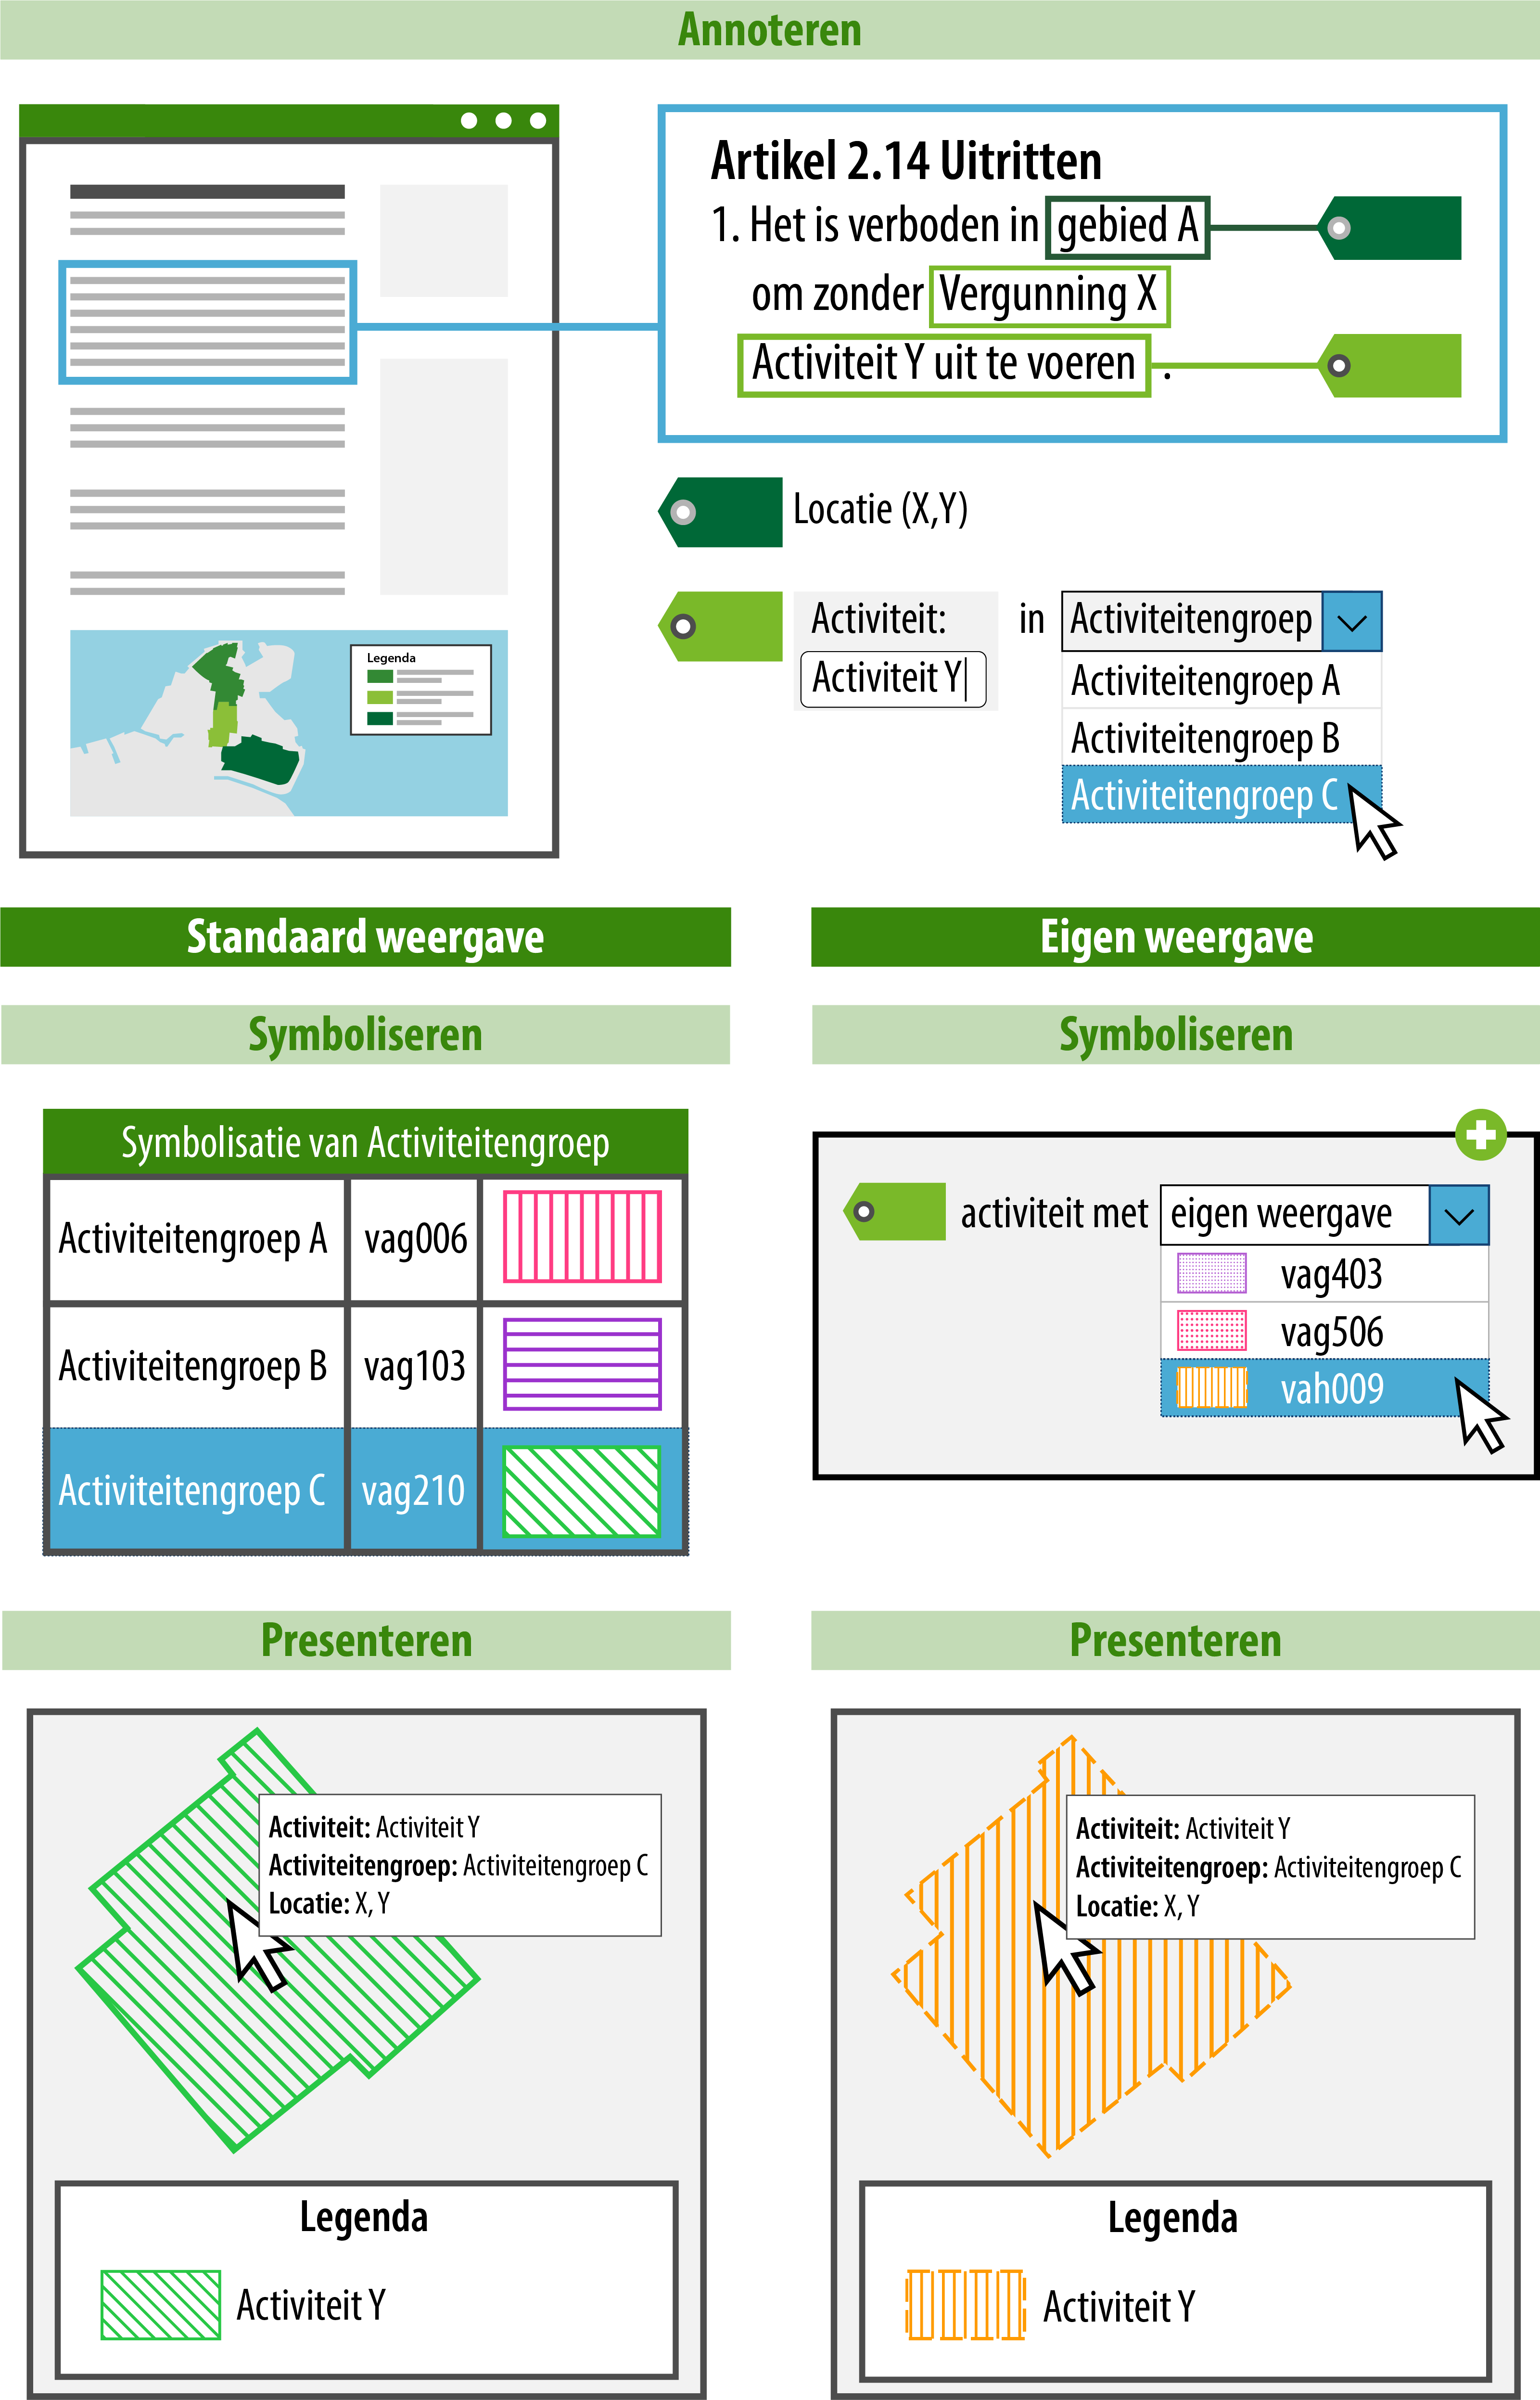 Annoteren
Artikel 2.14 Uitritten
1. Het is verboden in gebied A
om zonder Vergunning X
Activiteit Y uit te voeren .
Legenda
Locatie (X,Y)
Activiteit: in Activiteitengroep
Activiteit Y
Activiteitengroep A
Activiteitengroep B
Activiteitengroep C
Standaard weergave
Symboliseren
Symbolisatie van Activiteitengroep
Activiteitengroep A vag006
Activiteitengroep B vag103
Activiteitengroep C vag210
Presenteren
Activiteit: Activiteit Y
Activiteitengroep: Activiteitengroep C
Locatie: X, Y
Legenda
Activiteit Y
Eigen weergave
Symboliseren
activiteit met eigen weergave
vag403
vag506
vah009
Presenteren
Activiteit: Activiteit Y
Activiteitengroep: Activiteitengroep C
Locatie: X, Y
Legenda
Activiteit Y